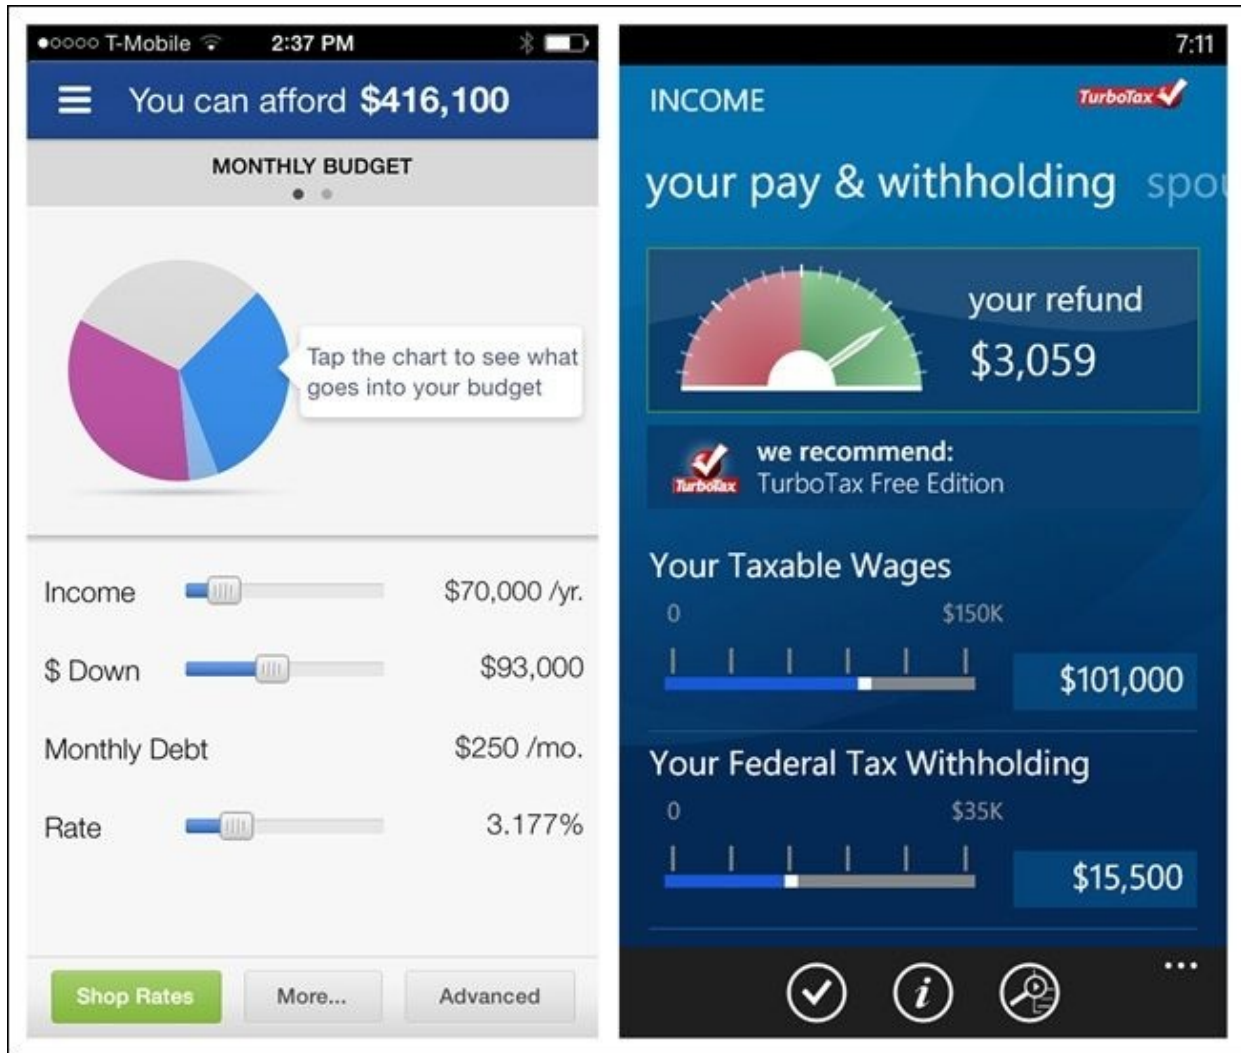 T-Mobile 2:37 PM
You can afford $416,100
MONTHLY BUDGET
Tap the chart to see what
goes into your budget
Income $70,000 /yr.
$ Down $93,000
Monthly Debt $250 /mo.
Rate 3.177%
Shop Rates More... Advanced
7:11
INCOME TurboTax
your pay & withholding spou
your refund
$3,059
we recommend:
TurboTax TurboTax Free Edition
Your Taxable Wages
0 $150K
$101,000
Your Federal Tax Withholding
0 $35K
$15,500
i
...